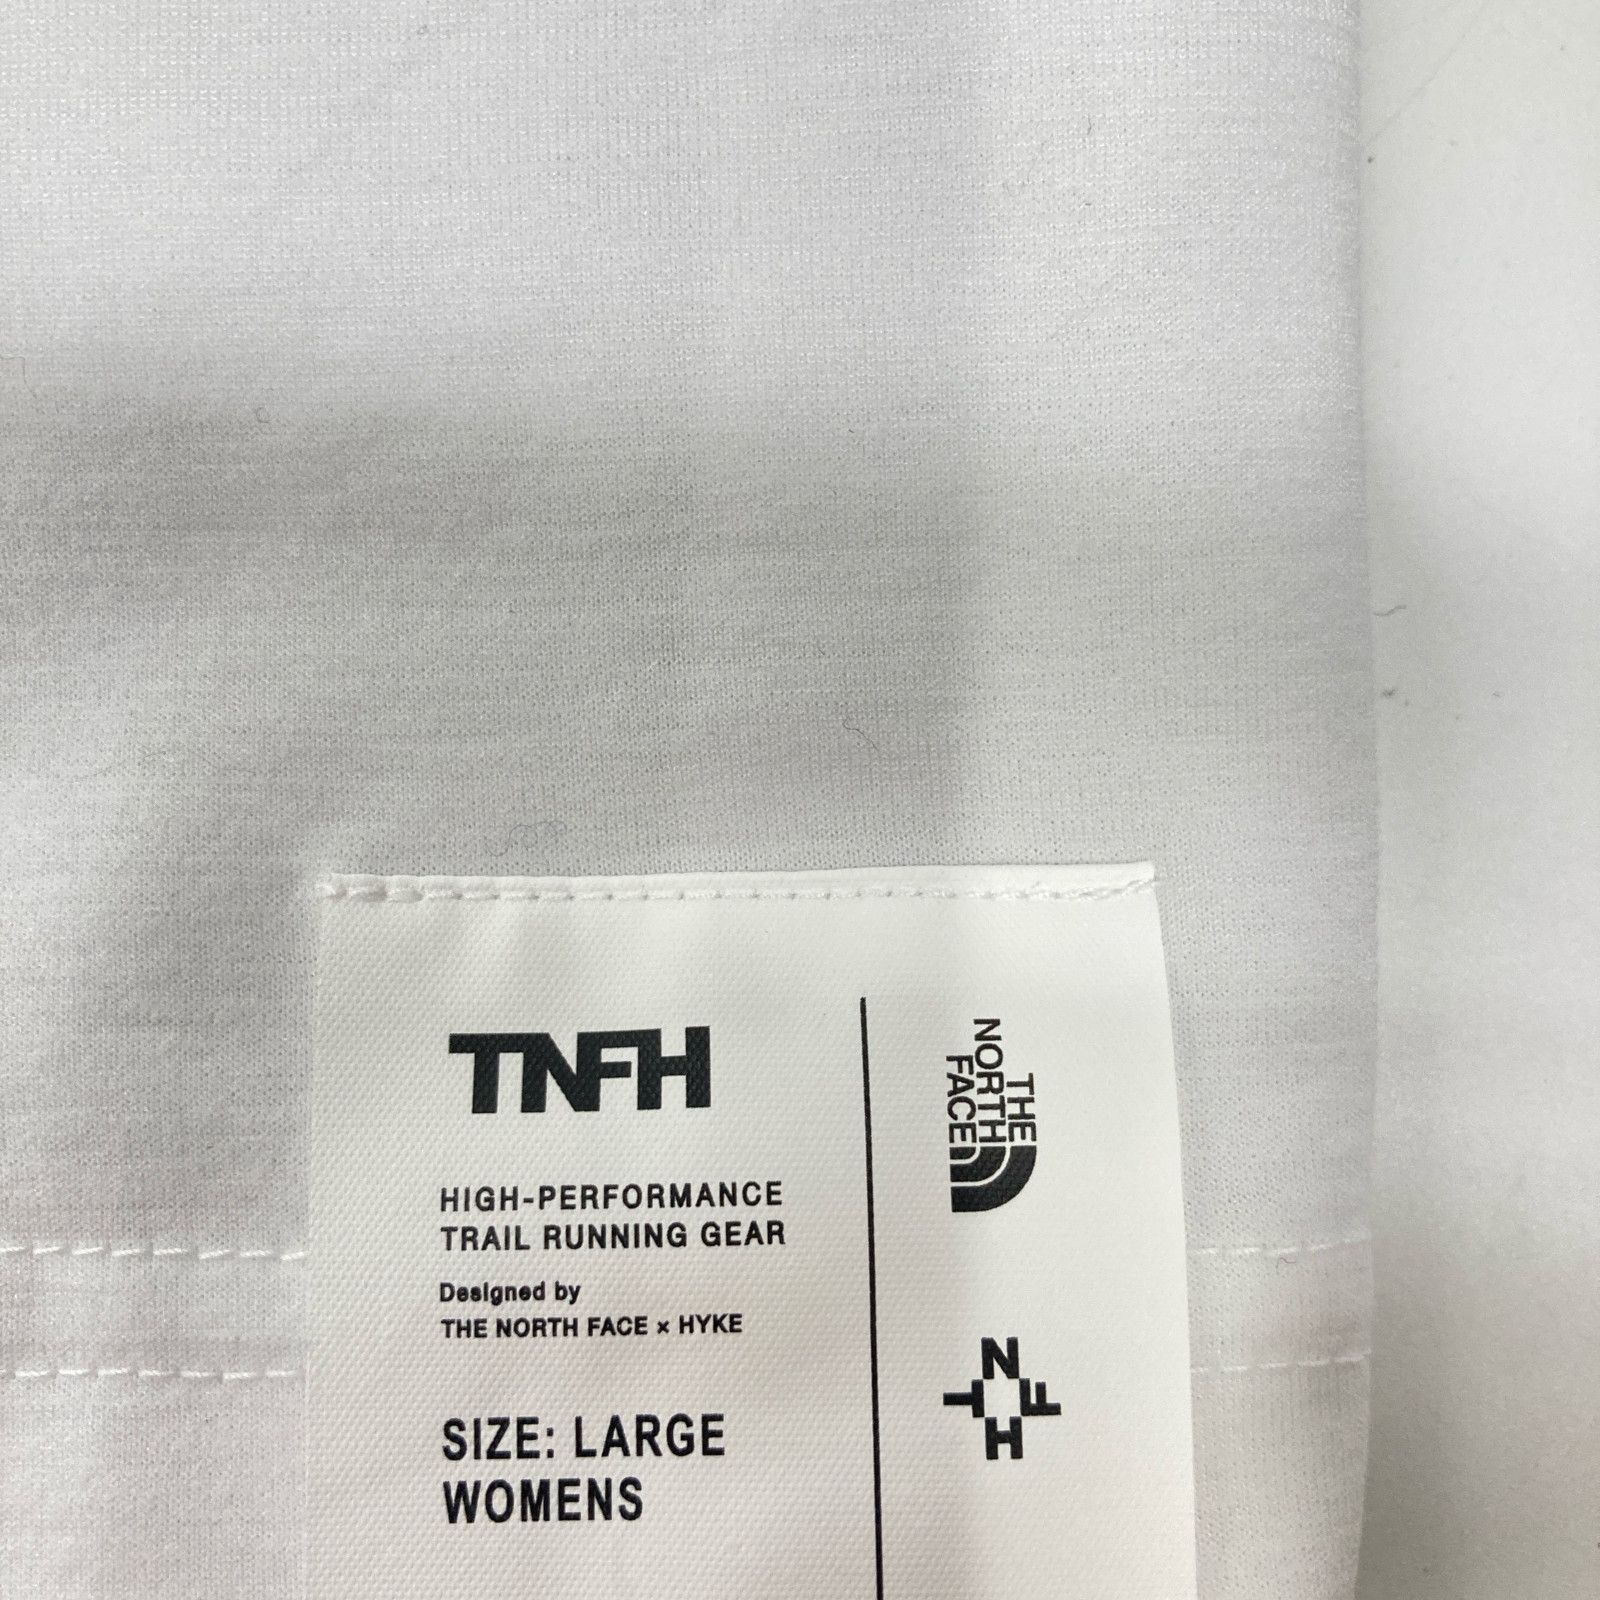 TNFH
HIGH-PERFORMANCE
TRAIL RUNNING GEAR
Designed by
THE NORTH FACE × HYKE
SIZE: LARGE
WOMENS
THE
NORTH
FACE
N
T F
H